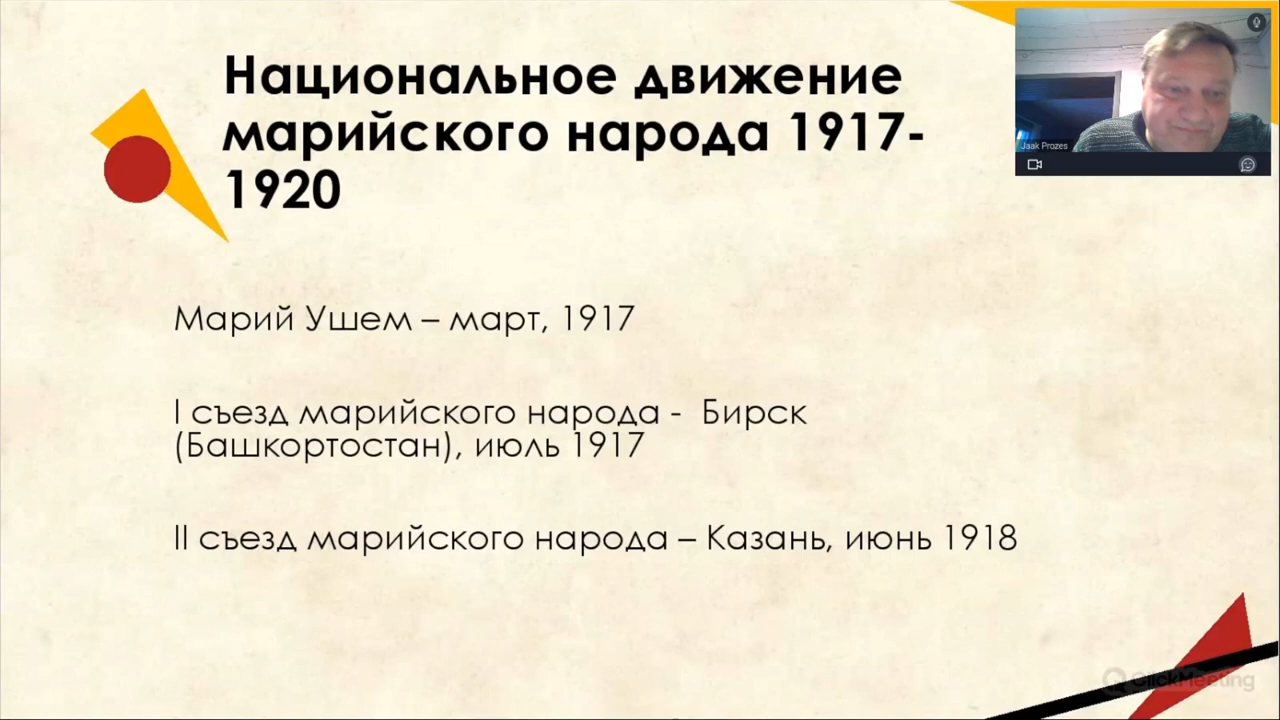 Национальное движение
марийского народа 1917-
1920
Jaak Prozes
Марий Ушем – март, 1917
I съезд марийского народа - Бирск
(Башкортостан), июль 1917
II съезд марийского народа – Казань, июнь 1918
ClickMeeting